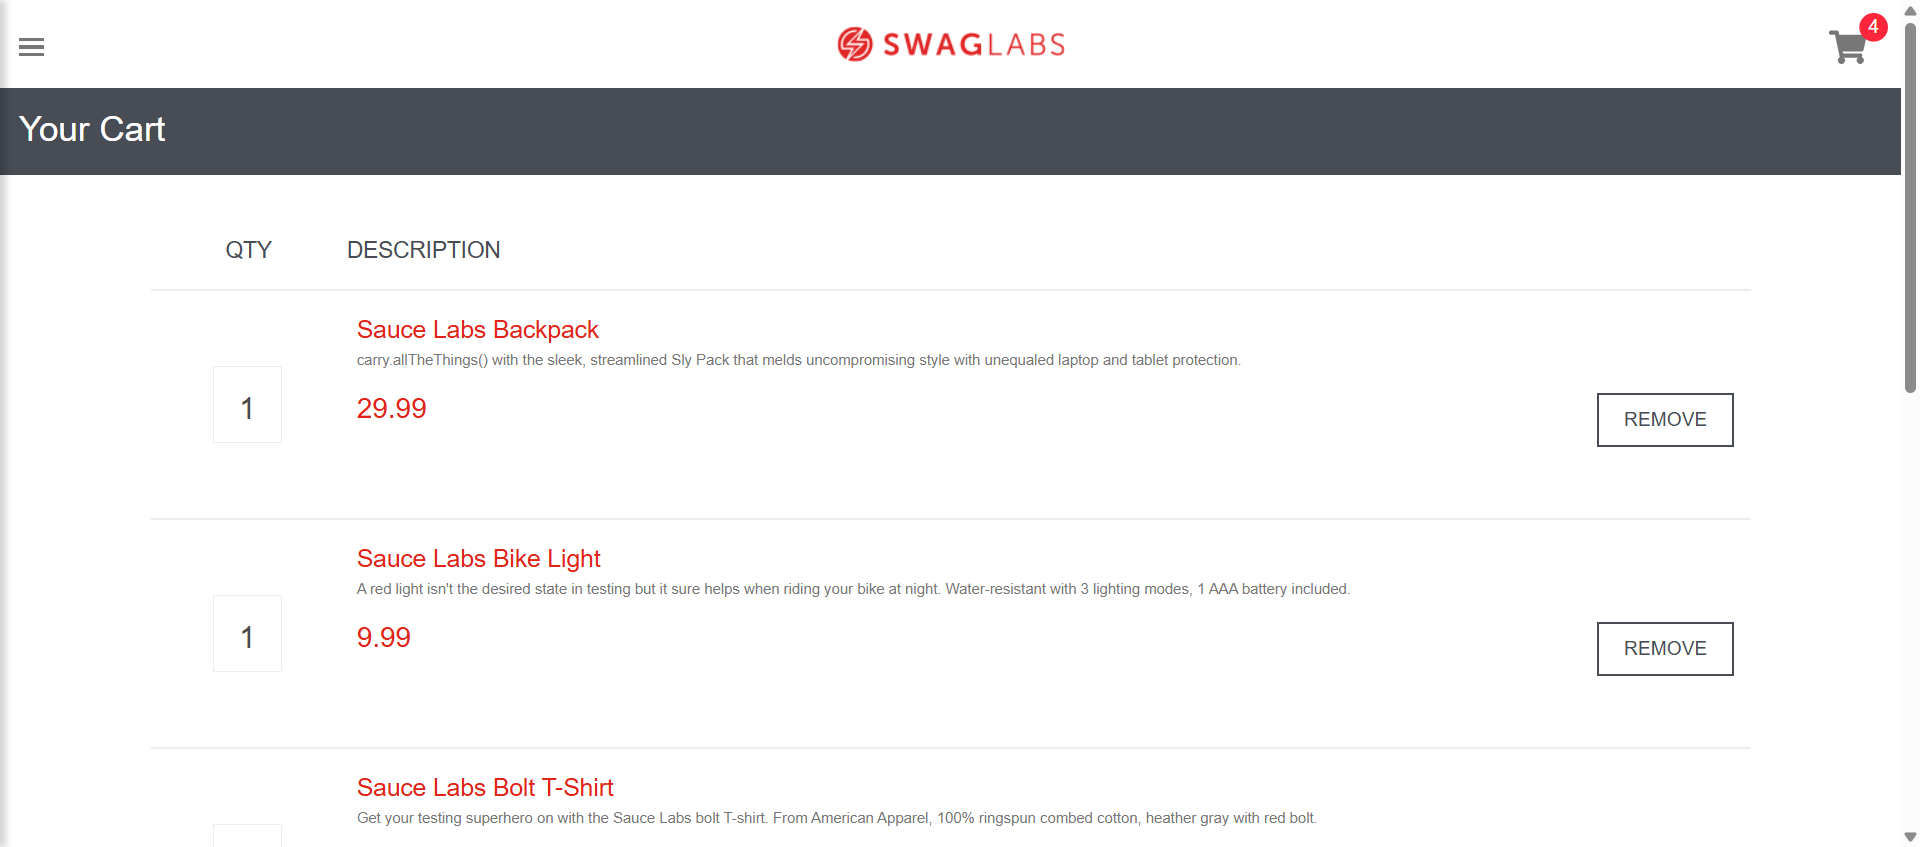 SWAGLABS
4
Your Cart
QTY DESCRIPTION
Sauce Labs Backpack
carry.allTheThings() with the sleek, streamlined Sly Pack that melds uncompromising style with unequaled laptop and tablet protection.
1
29.99
REMOVE
Sauce Labs Bike Light
A red light isn't the desired state in testing but it sure helps when riding your bike at night. Water-resistant with 3 lighting modes, 1 AAA battery included.
1
9.99
REMOVE
Sauce Labs Bolt T-Shirt
Get your testing superhero on with the Sauce Labs bolt T-shirt. From American Apparel, 100% ringspun combed cotton, heather gray with red bolt.